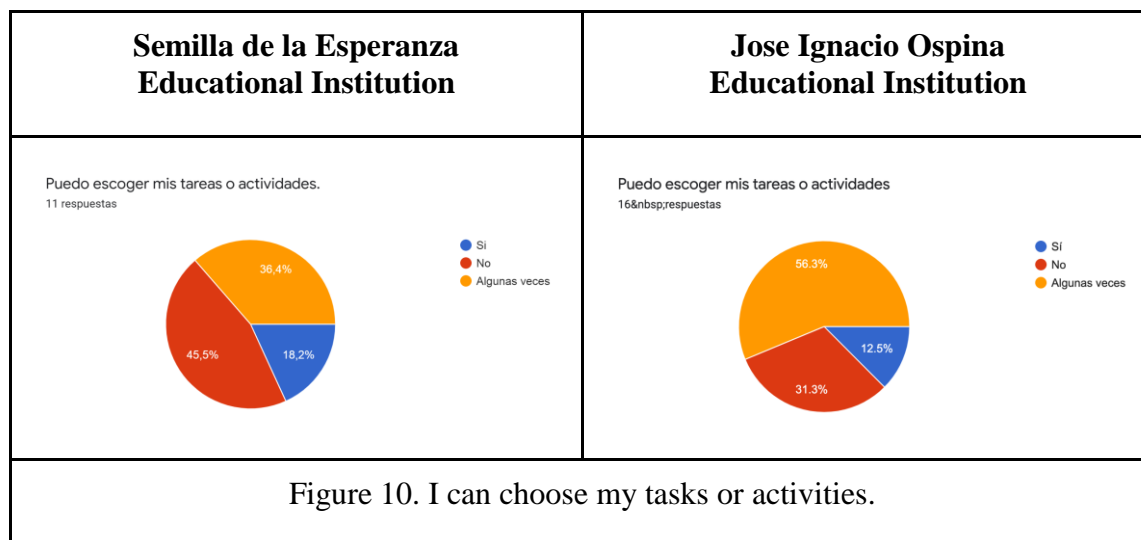 Semilla de la Esperanza
Educational Institution
Jose Ignacio Ospina
Educational Institution
Puedo escoger mis tareas o actividades.
11 respuestas
36,4%
45,5%
18,2%
Si
No
Algunas veces
Puedo escoger mis tareas o actividades
16&nbsp;respuestas
56.3%
12.5%
31.3%
Sí
No
Algunas veces
Figure 10. I can choose my tasks or activities.